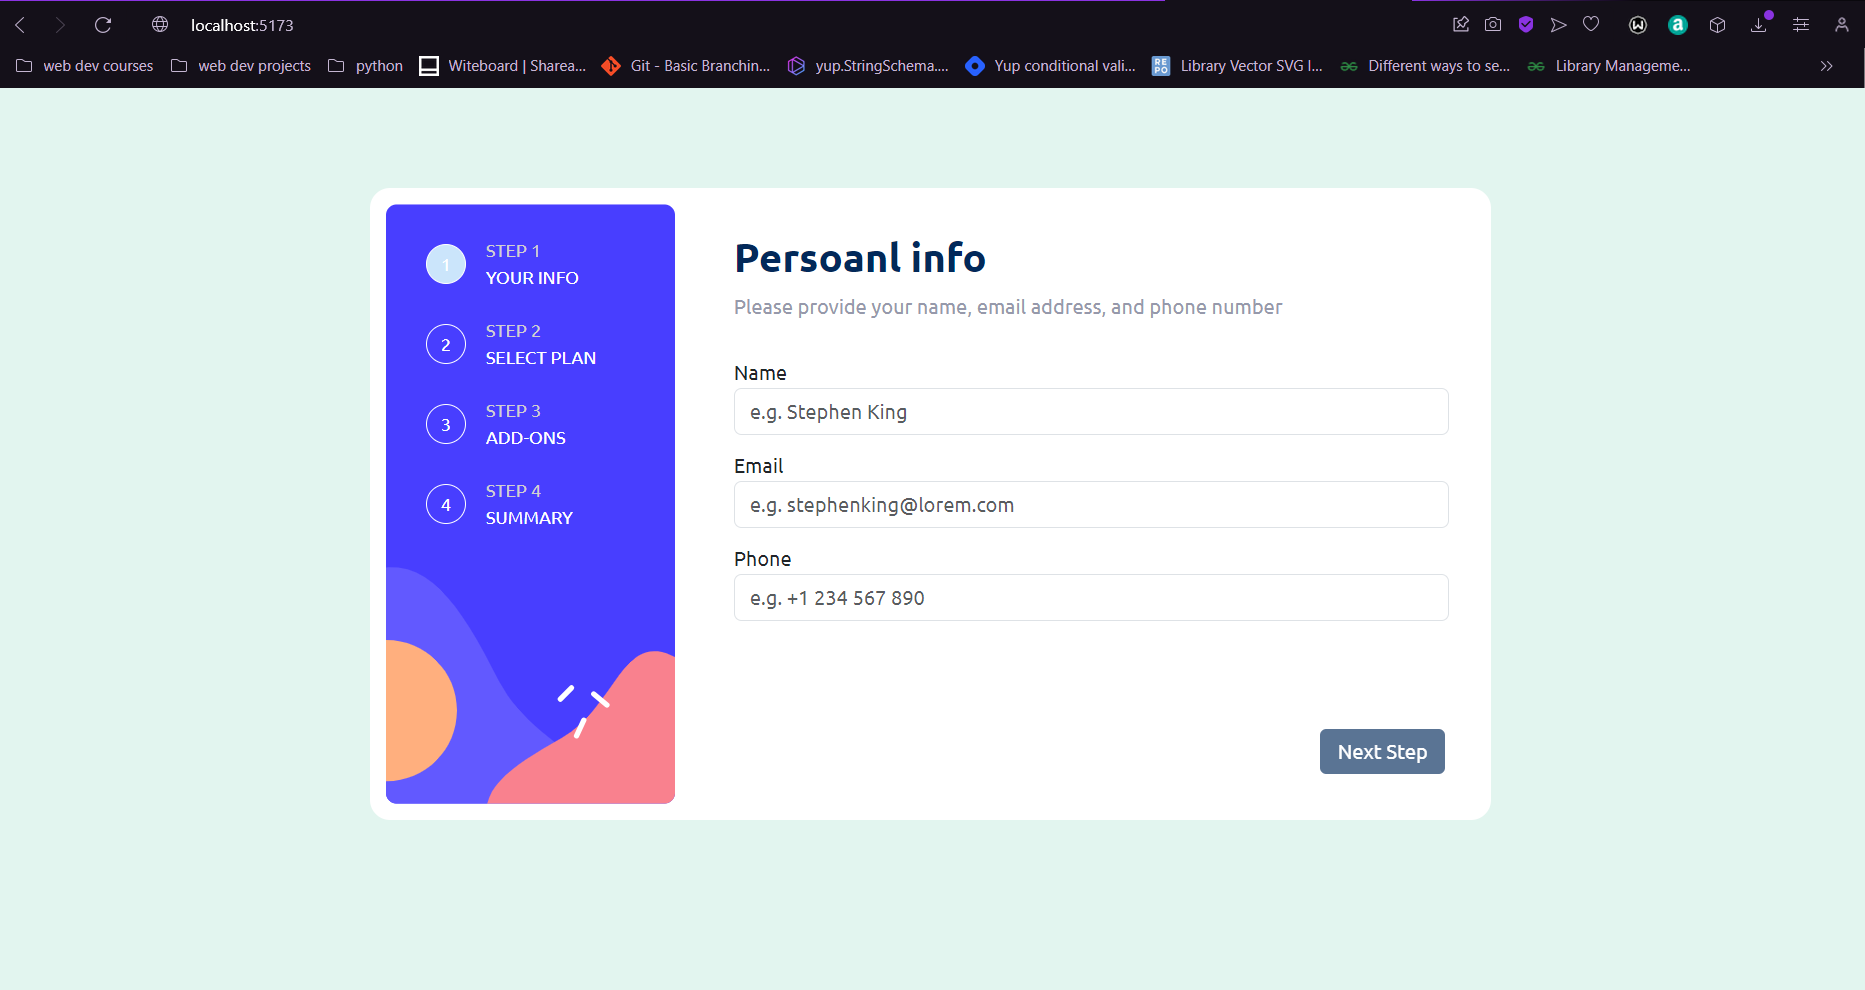 localhost:5173
web dev courses
web dev projects
python
Witeboard | Sharea...
Git - Basic Branchin...
yup.StringSchema....
Yup conditional vali...
RE
PO
Library Vector SVG I...
Different ways to se...
Library Manageme...
1
STEP 1
YOUR INFO
2
STEP 2
SELECT PLAN
3
STEP 3
ADD-ONS
4
STEP 4
SUMMARY
Persoanl info
Please provide your name, email address, and phone number
Name
e.g. Stephen King
Email
e.g. stephenking@lorem.com
Phone
e.g. +1 234 567 890
Next Step